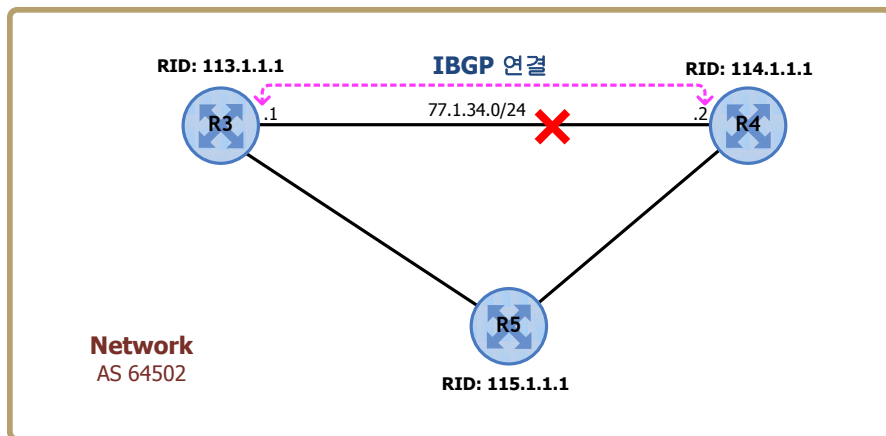 IBGP 연결
RID: 113.1.1.1
RID: 114.1.1.1
.1
77.1.34.0/24
.2
R3
R4
R5
Network
AS 64502
RID: 115.1.1.1